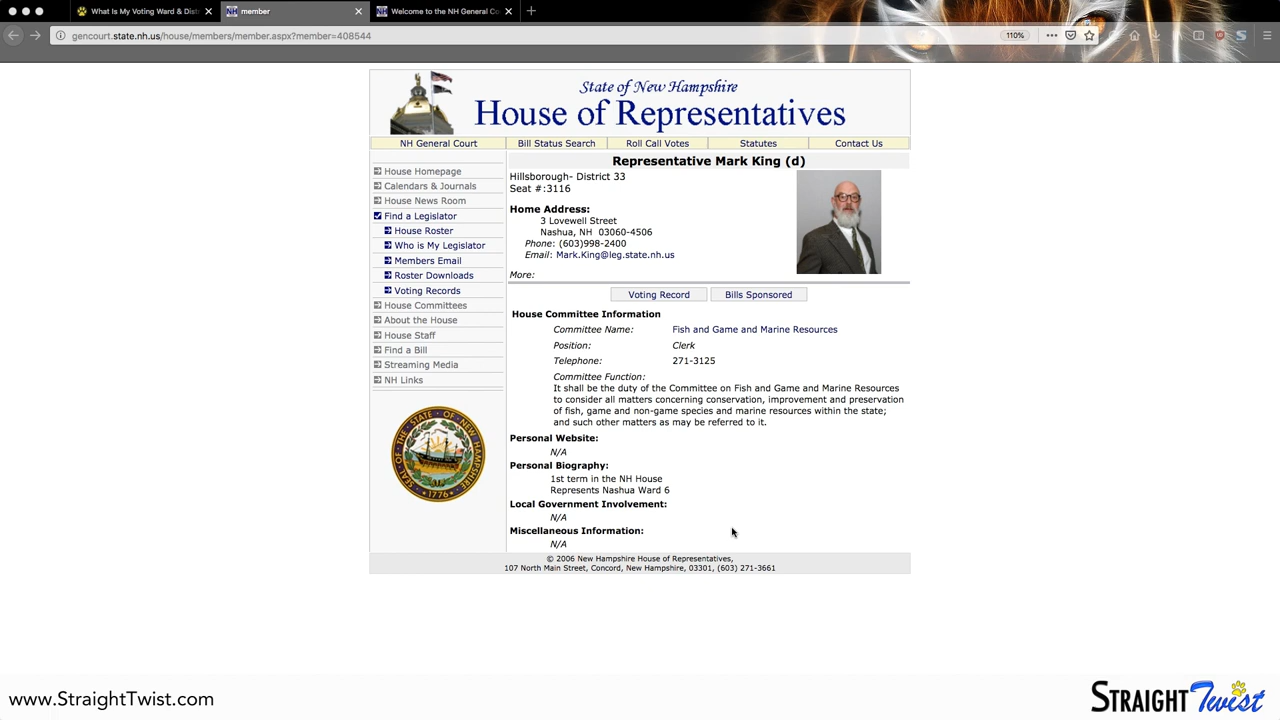 What Is My Voting Ward & Dist
member
Welcome to the NH General Co
gencourt.state.nh.us/house/members/member.aspx?member=408544
110%
State of New Hampshire
House of Representatives
NH General Court
Bill Status Search
Roll Call Votes
Statutes
Contact Us
House Homepage
Calendars & Journals
House News Room
Find a Legislator
House Roster
Who is My Legislator
Members Email
Roster Downloads
Voting Records
House Committees
About the House
House Staff
Find a Bill
Streaming Media
NH Links
SEAL OF THE STATE OF NEW HAMPSHIRE
1776
Representative Mark King (d)
Hillsborough- District 33
Seat #:3116
Home Address:
3 Lovewell Street
Nashua, NH 03060-4506
Phone: (603)998-2400
Email: Mark.King@leg.state.nh.us
More:
Voting Record
Bills Sponsored
House Committee Information
Committee Name: Fish and Game and Marine Resources
Position: Clerk
Telephone: 271-3125
Committee Function:
It shall be the duty of the Committee on Fish and Game and Marine Resources
to consider all matters concerning conservation, improvement and preservation
of fish, game and non-game species and marine resources within the state;
and such other matters as may be referred to it.
Personal Website:
N/A
Personal Biography:
1st term in the NH House
Represents Nashua Ward 6
Local Government Involvement:
N/A
Miscellaneous Information:
N/A
© 2006 New Hampshire House of Representatives,
107 North Main Street, Concord, New Hampshire, 03301, (603) 271-3661
www.StraightTwist.com
STRAIGHT Twist